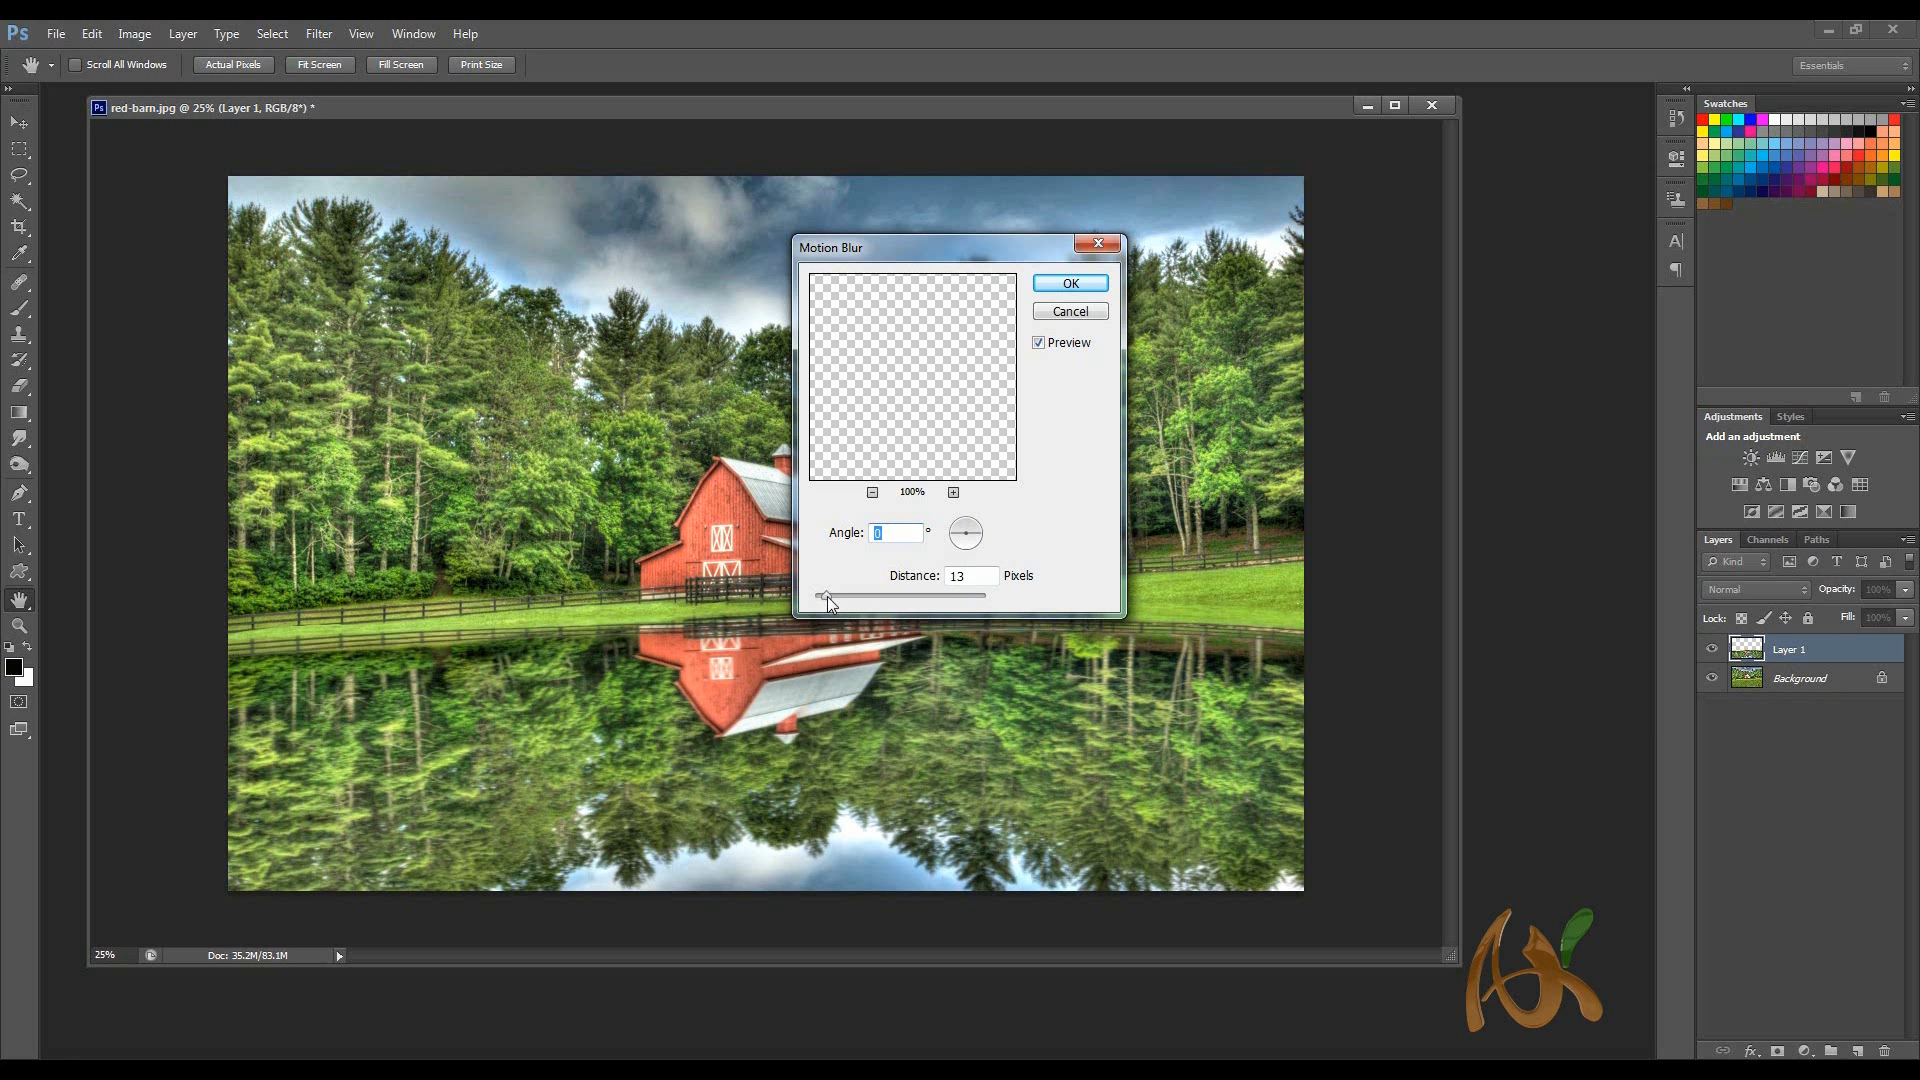 Ps File Edit Image Layer Type Select Filter View Window Help
Scroll All Windows Actual Pixels Fit Screen Fill Screen Print Size Essentials
Ps red-barn.jpg @ 25% (Layer 1, RGB/8*) *
Swatches
Motion Blur
OK
Cancel
Preview
100%
Angle: 0 °
Distance: 13 Pixels
Adjustments Styles
Add an adjustment
Layers Channels Paths
Kind
Normal Opacity: 100%
Lock: Fill: 100%
Layer 1
Background
25% Doc: 35.2M/83.1M